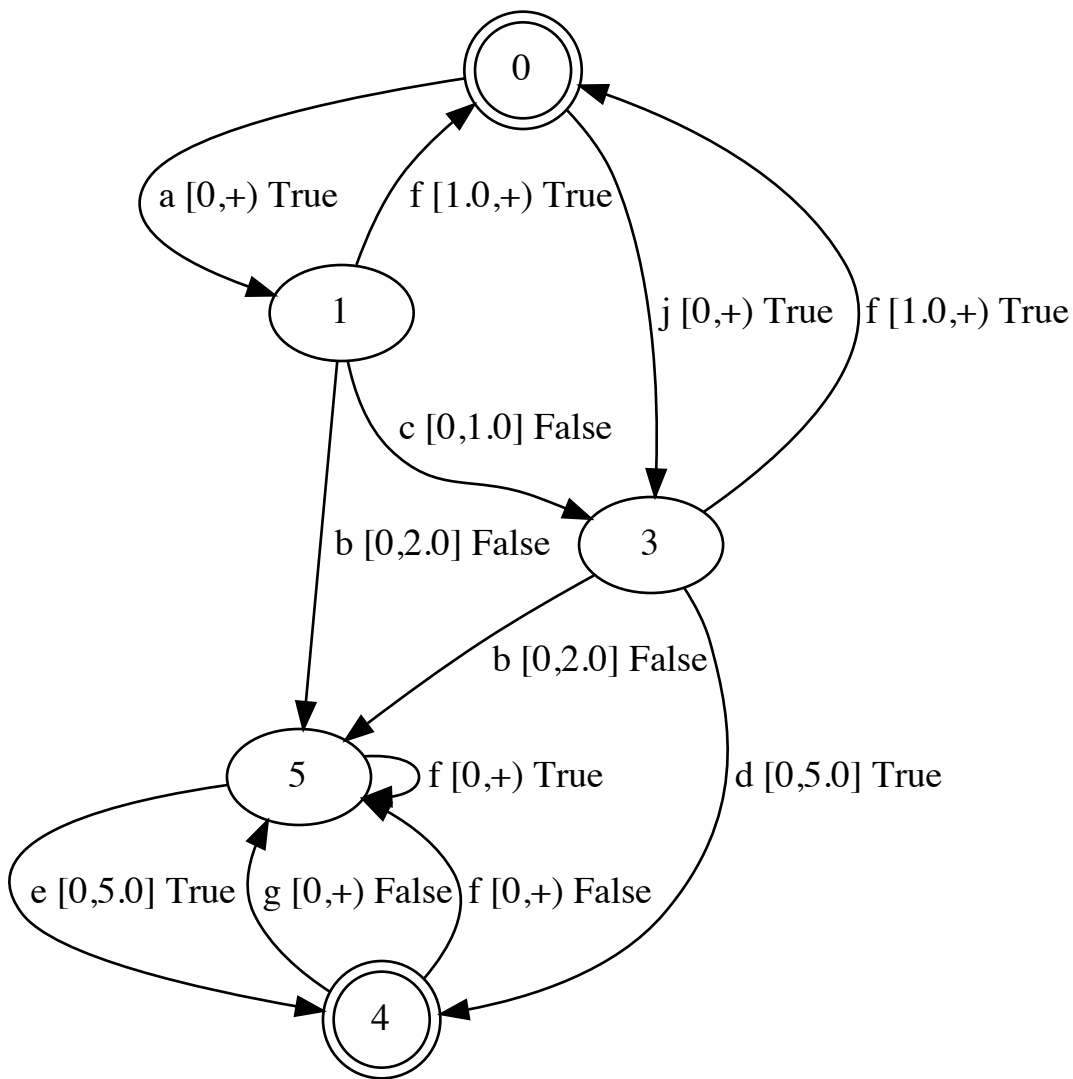 0
a [0,+) True
f [1.0,+) True
1
j [0,+) True
f [1.0,+) True
c [0,1.0] False
b [0,2.0] False
3
b [0,2.0] False
5
f [0,+) True
d [0,5.0] True
e [0,5.0] True
g [0,+) False
f [0,+) False
4